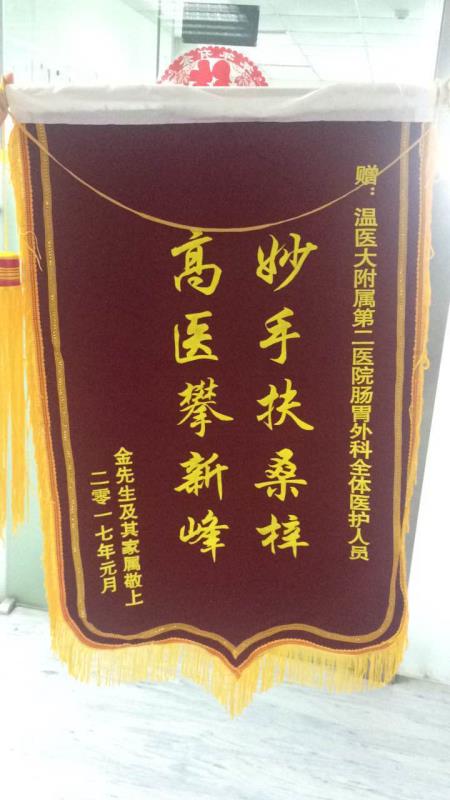 赠：温医大附属第二医院肠胃外科全体医护人员
妙手扶桑梓
高医攀新峰
金先生及其家属敬上
二零一七年元月